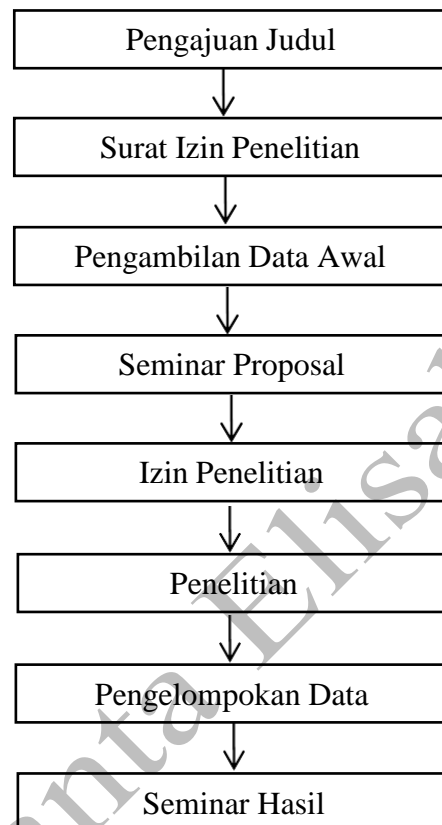 Pengajuan Judul
Surat Izin Penelitian
Pengambilan Data Awal
Seminar Proposal
Izin Penelitian
Penelitian
Pengelompokan Data
Seminar Hasil